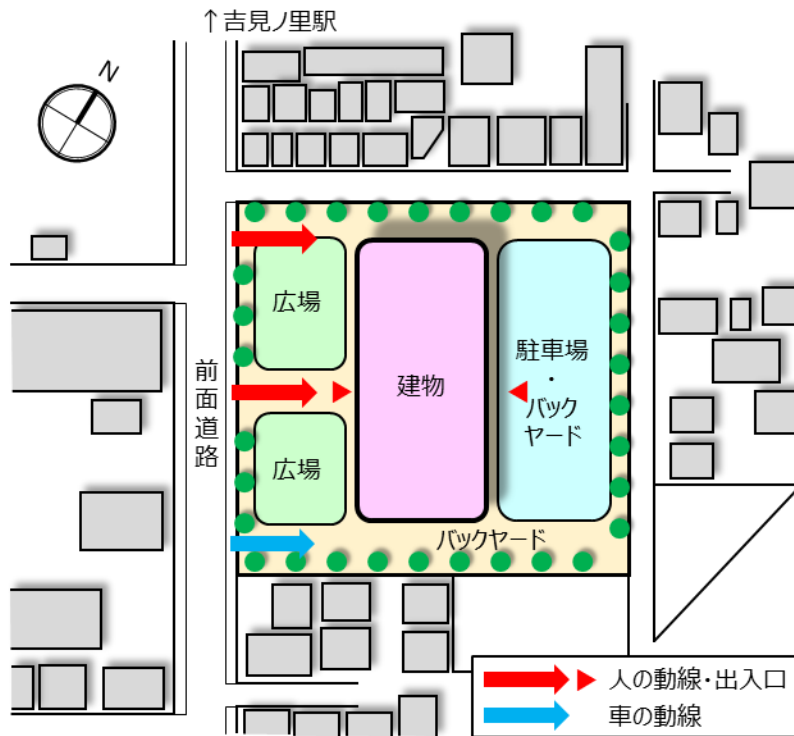 ↑吉見ノ里駅
N
広場
前面道路
建物
駐車場
・
バック
ヤード
広場
バックヤード
人の動線・出入口
車の動線